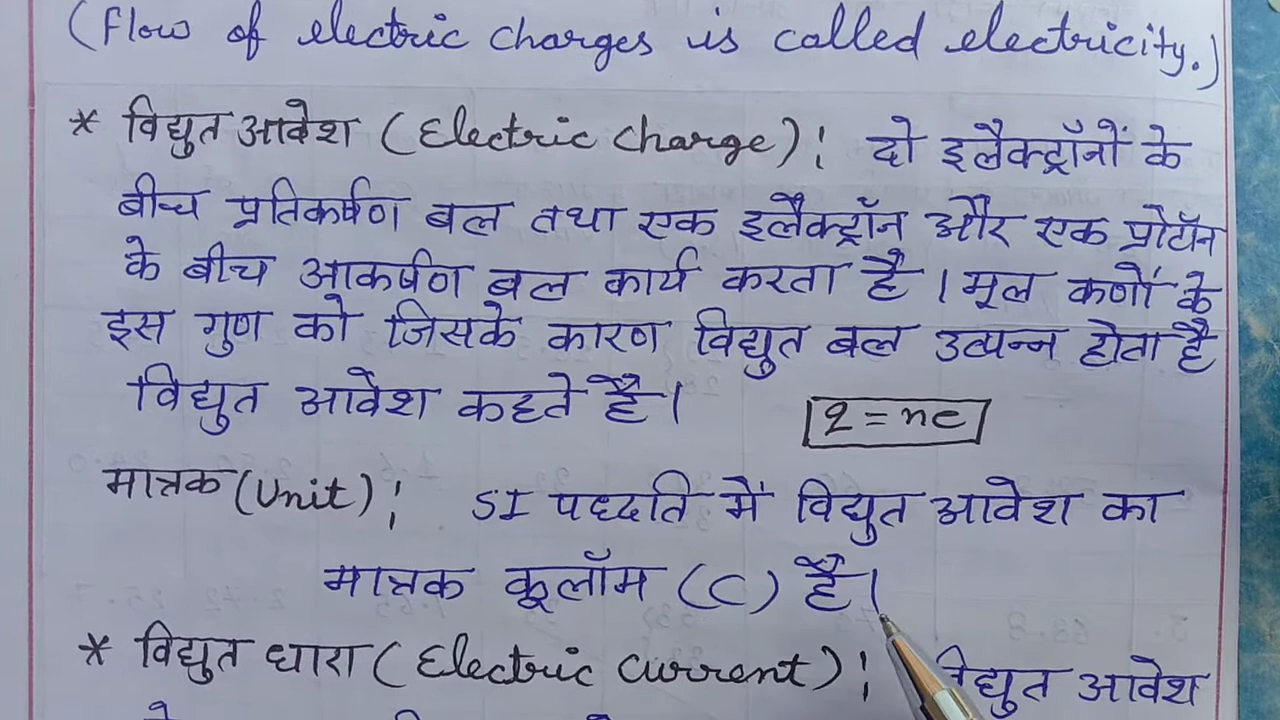 (Flow of electric charges is called electricity.)
* विद्युत आवेश (Electric Charge) : दो इलैक्ट्रॉनों के
बीच प्रतिकर्षण बल तथा एक इलैक्ट्रॉन और एक प्रोटॉन
के बीच आकर्षण बल कार्य करता है। मूल कणों के
इस गुण को जिसके कारण विद्युत बल उत्पन्न होता है
विद्युत आवेश कहते हैं।
q = ne
मात्रक (Unit) : SI पद्धति में विद्युत आवेश का
मात्रक कूलॉम (C) है।
* विद्युत धारा (Electric Current) : विद्युत आवेश